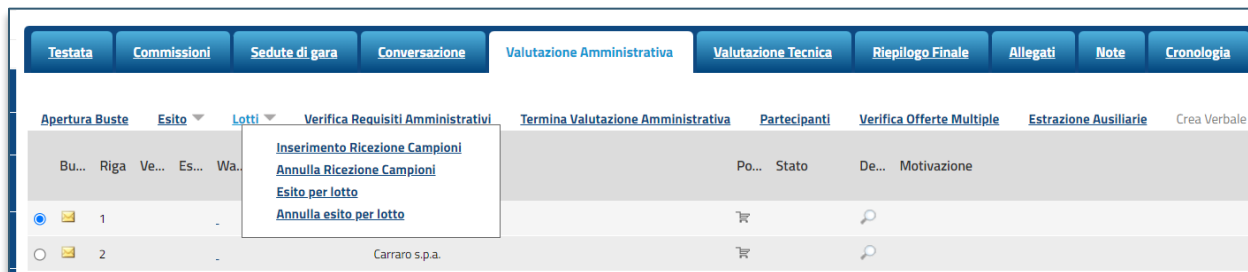 Testata Commissioni Sedute di gara Conversazione Valutazione Amministrativa Valutazione Tecnica Riepilogo Finale Allegati Note Cronologia
Apertura Buste Esito Lotti Verifica Requisiti Amministrativi Termina Valutazione Amministrativa Partecipanti Verifica Offerte Multiple Estrazione Ausiliarie Crea Verbale
Inserimento Ricezione Campioni
Bu... Riga Ve... Es... Wa... Po... Stato De... Motivazione
Annulla Ricezione Campioni
Esito per lotto
Annulla esito per lotto
1
2 Carraro s.p.a.